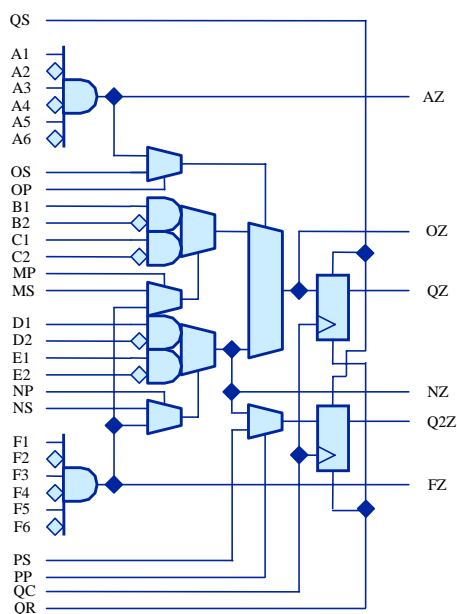 QS
A1
A2
A3
A4
A5
A6
AZ
OS
OP
B1
B2
C1
C2
MP
MS
OZ
QZ
D1
D2
E1
E2
NP
NS
NZ
Q2Z
F1
F2
F3
F4
F5
F6
FZ
PS
PP
QC
QR